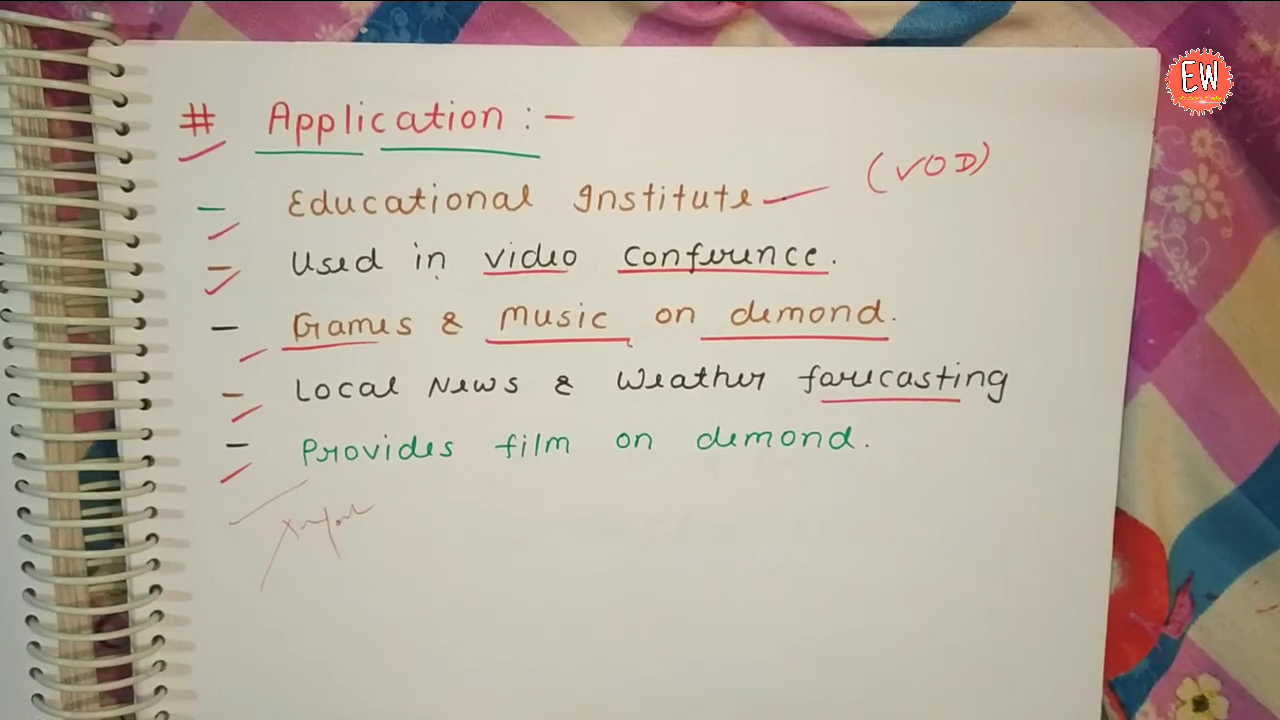 # Application :-
- Educational Institute (VOD)
- Used in video conference.
- Games & Music on demond.
- Local News & Weather farecasting
- Provides film on demond.
EW